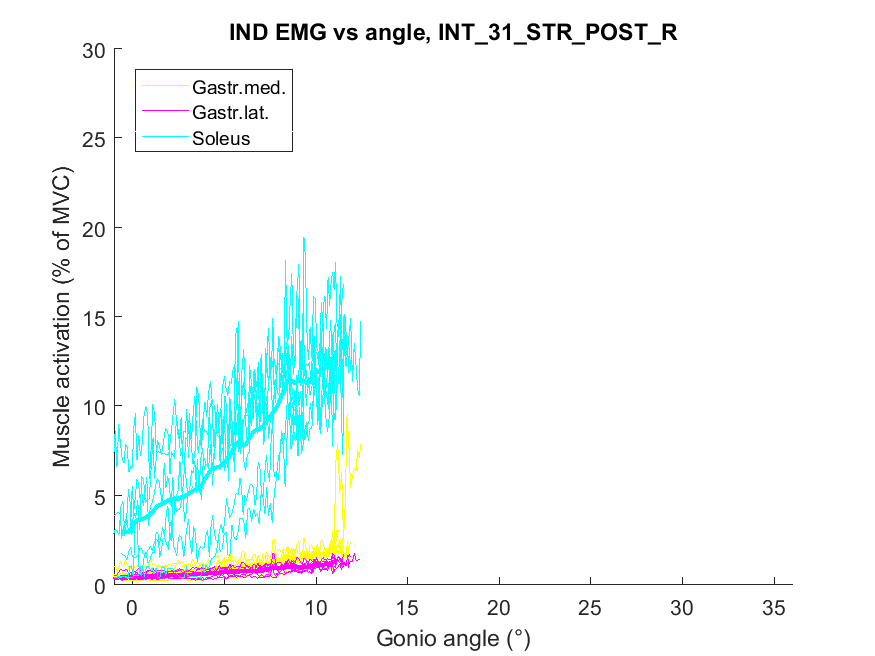 IND EMG vs angle, INT_31_STR_POST_R
30
25
20
15
10
5
0
Muscle activation (% of MVC)
Gastr.med.
Gastr.lat.
Soleus
0 5 10 15 20 25 30 35
Gonio angle (°)